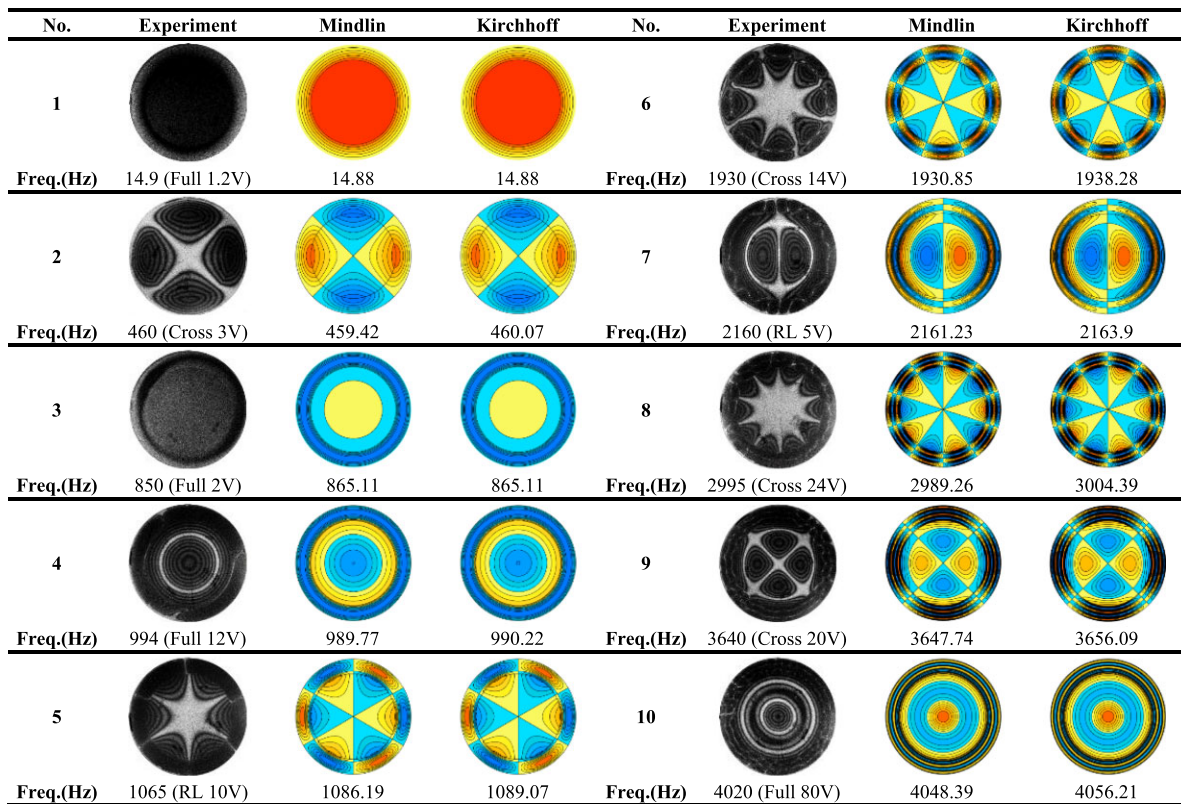 No. Experiment Mindlin Kirchhoff No. Experiment Mindlin Kirchhoff
1 6
Freq.(Hz) 14.9 (Full 1.2V) 14.88 14.88 Freq.(Hz) 1930 (Cross 14V) 1930.85 1938.28
2 7
Freq.(Hz) 460 (Cross 3V) 459.42 460.07 Freq.(Hz) 2160 (RL 5V) 2161.23 2163.9
3 8
Freq.(Hz) 850 (Full 2V) 865.11 865.11 Freq.(Hz) 2995 (Cross 24V) 2989.26 3004.39
4 9
Freq.(Hz) 994 (Full 12V) 989.77 990.22 Freq.(Hz) 3640 (Cross 20V) 3647.74 3656.09
5 10
Freq.(Hz) 1065 (RL 10V) 1086.19 1089.07 Freq.(Hz) 4020 (Full 80V) 4048.39 4056.21